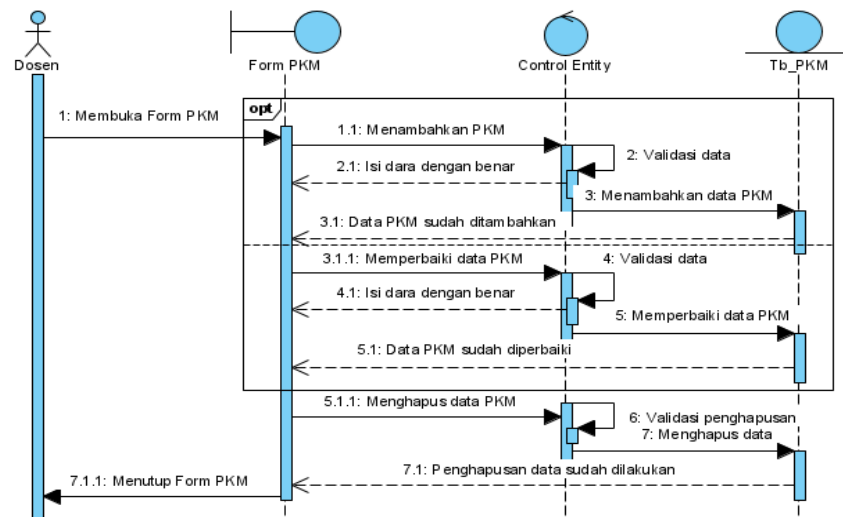 Dosen
Form PKM
Control Entity
Tb_PKM
opt
1: Membuka Form PKM
1.1: Menambahkan PKM
2: Validasi data
2.1: Isi dara dengan benar
3: Menambahkan data PKM
3.1: Data PKM sudah ditambahkan
3.1.1: Memperbaiki data PKM
4: Validasi data
4.1: Isi dara dengan benar
5: Memperbaiki data PKM
5.1: Data PKM sudah diperbaiki
5.1.1: Menghapus data PKM
6: Validasi penghapusan
7: Menghapus data
7.1: Penghapusan data sudah dilakukan
7.1.1: Menutup Form PKM